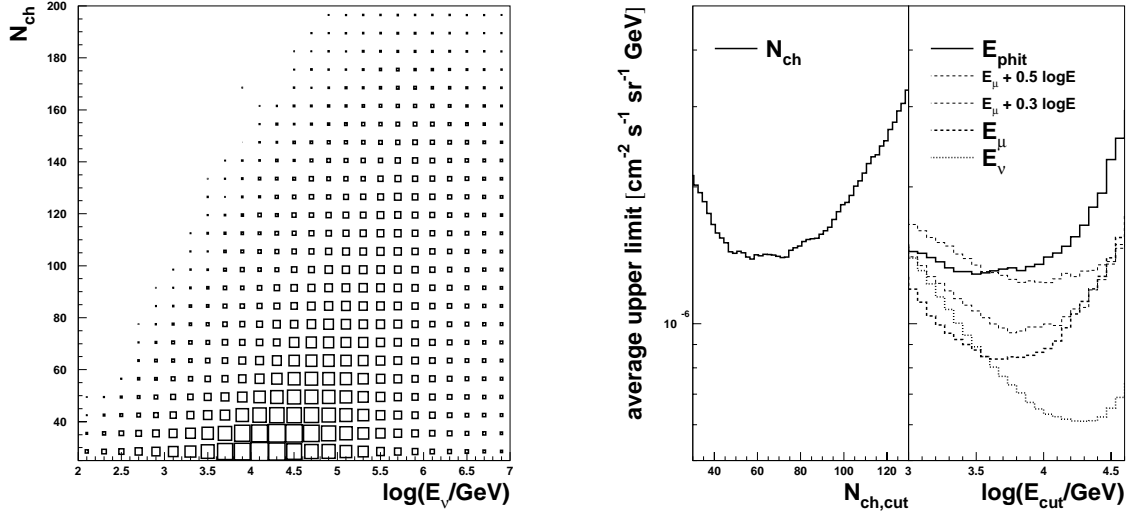 N_ch
200
180
160
140
120
100
80
60
40
2 2.5 3 3.5 4 4.5 5 5.5 6 6.5 7
log(E_ν/GeV)
average upper limit [cm^-2 s^-1 sr^-1 GeV]
10^-6
N_ch
40 60 80 100 120
N_ch,cut
E_phit
E_μ + 0.5 logE
E_μ + 0.3 logE
E_μ
E_ν
3 3.5 4 4.5
log(E_cut/GeV)